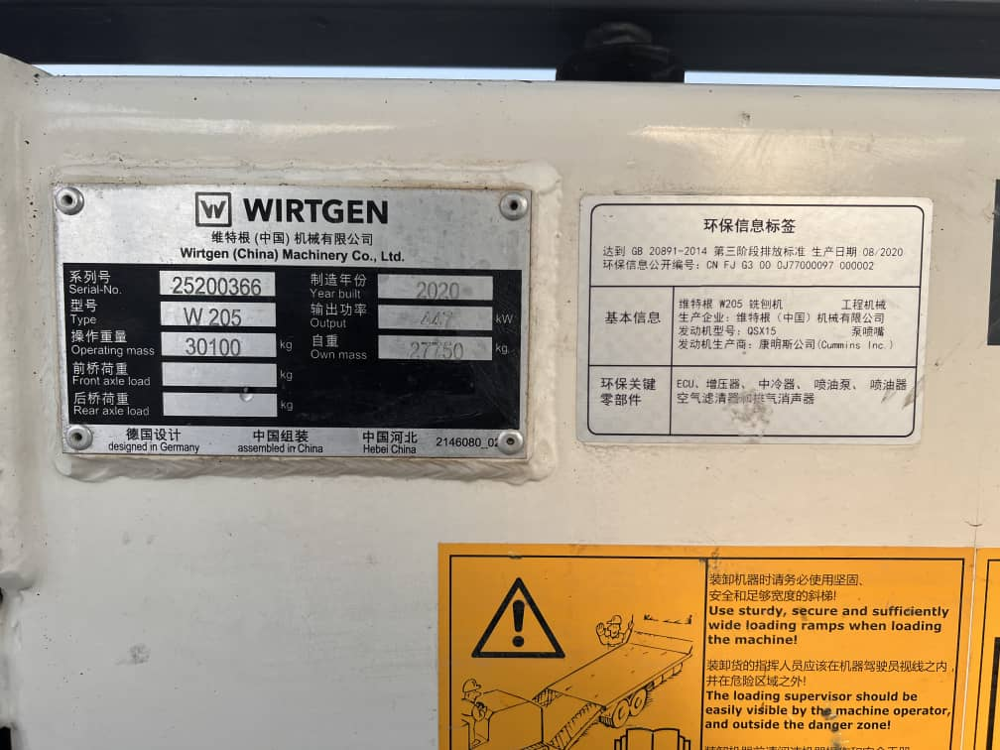 WIRTGEN
维特根(中国)机械有限公司
Wirtgen (China) Machinery Co., Ltd.
系列号 25200366 制造年份 2020
Serial-No. Year built
型号 W 205 输出功率 447 kW
Type Output
操作重量 30100 kg 自重 27750 kg
Operating mass Own mass
前桥荷重 kg
Front axle load
后桥荷重 kg
Rear axle load
德国设计 中国组装 中国河北 2146080_02
designed in Germany assembled in China Hebei China
环保信息标签
达到 GB 20891-2014 第三阶段排放标准 生产日期 08/2020
环保信息公开编号: CN FJ G3 00 0J77000097 000002
基本信息
维特根 W205 铣刨机 工程机械
生产企业: 维特根(中国)机械有限公司
发动机型号: QSX15 泵喷嘴
发动机生产商: 康明斯公司(Cummins Inc.)
环保关键
零部件
ECU、增压器、 中冷器、 喷油泵、 喷油器
空气滤清器和排气消声器
装卸机器时请务必使用坚固、
安全和足够宽度的斜梯!
Use sturdy, secure and sufficiently
wide loading ramps when loading
the machine!
装卸货的指挥人员应该在机器驾驶员视线之内,
并在危险区域之外!
The loading supervisor should be
easily visible by the machine operator,
and outside the danger zone!